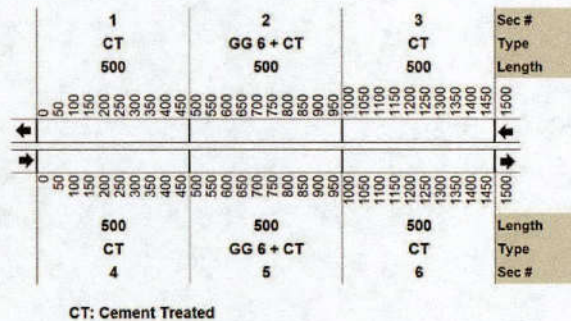 1 2 3 Sec #
CT GG 6 + CT CT Type
500 500 500 Length
0 50 100 150 200 250 300 350 400 450 500 550 600 650 700 750 800 850 900 950 1000 1050 1100 1150 1200 1250 1300 1350 1400 1450 1500
0 50 100 150 200 250 300 350 400 450 500 550 600 650 700 750 800 850 900 950 1000 1050 1100 1150 1200 1250 1300 1350 1400 1450 1500
500 500 500 Length
CT GG 6 + CT CT Type
4 5 6 Sec #
CT: Cement Treated